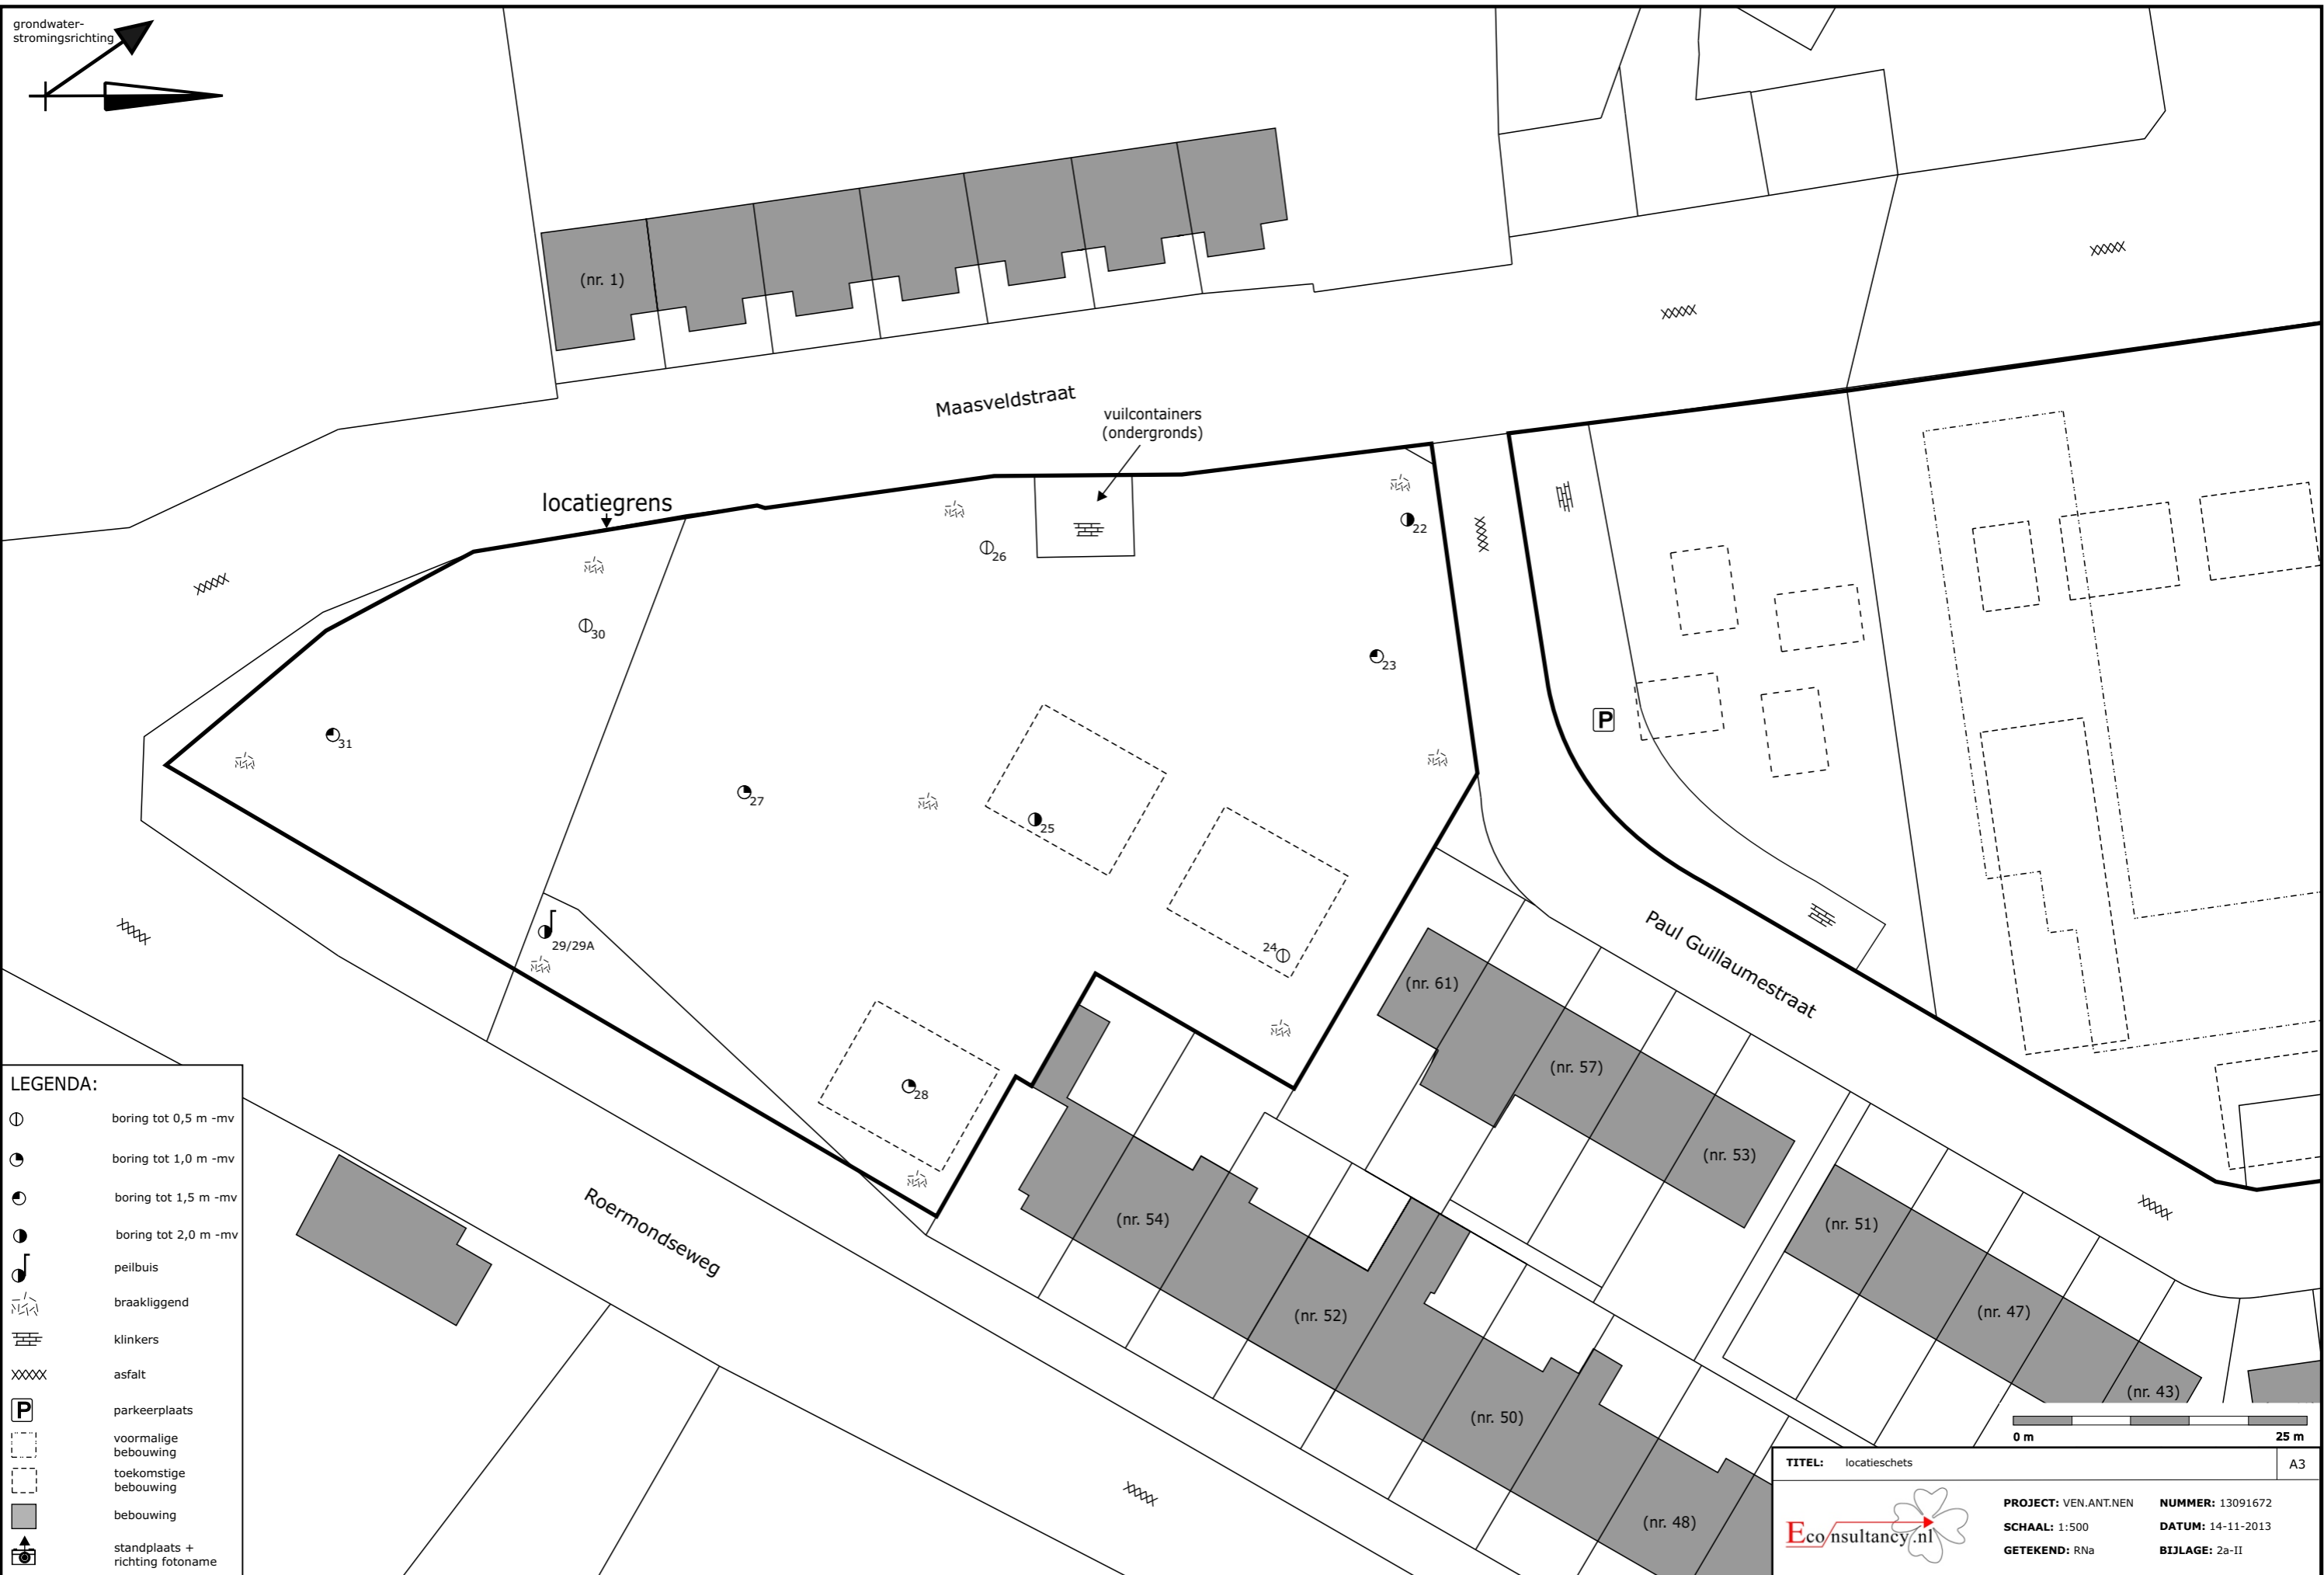 grondwater-
stromingsrichting
(nr. 1)
Maasveldstraat
vuilcontainers
(ondergronds)
locatiegrens
22
26
30
23
31
27
25
29/29A
24
28
P
Paul Guillaumestraat
(nr. 61)
(nr. 57)
(nr. 53)
(nr. 54)
(nr. 51)
(nr. 52)
(nr. 47)
(nr. 50)
(nr. 43)
(nr. 48)
Roermondseweg
LEGENDA:
boring tot 0,5 m -mv
boring tot 1,0 m -mv
boring tot 1,5 m -mv
boring tot 2,0 m -mv
peilbuis
braakliggend
klinkers
asfalt
P parkeerplaats
voormalige
bebouwing
toekomstige
bebouwing
bebouwing
standplaats +
richting fotoname
0 m 25 m
TITEL: locatieschets A3
Econsultancy.nl
PROJECT: VEN.ANT.NEN NUMMER: 13091672
SCHAAL: 1:500 DATUM: 14-11-2013
GETEKEND: RNa BIJLAGE: 2a-II